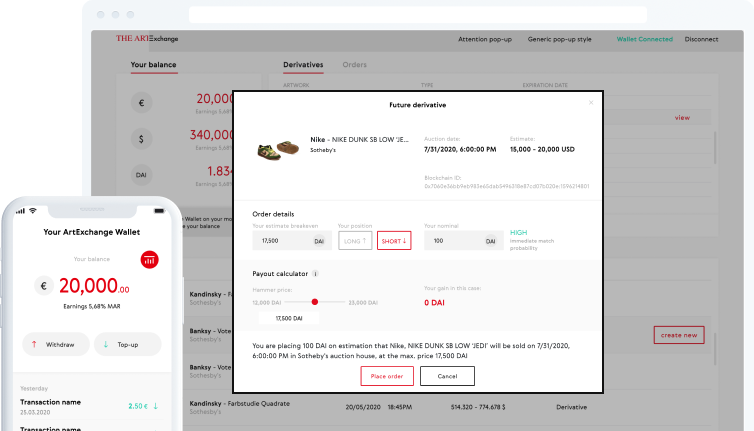 THE ARTExchange
Attention pop-up
Generic pop-up style
Wallet Connected
Disconnect
Your balance
Derivatives
Orders
ARTWORK
TYPE
EXPIRATION DATE
€
20,000
Earnings 5,68%
$
340,000
Earnings 5,68%
DAI
1.834
Earnings 5,68%
view
Future derivative
×
Nike - NIKE DUNK SB LOW 'JE...
Sotheby's
Auction date:
7/31/2020, 6:00:00 PM
Estimate:
15,000 - 20,000 USD
Blockchain ID:
Order details
Your estimate breakeven
Your position
Your nominal
17,500
DAI
LONG ↑
SHORT ↓
100
DAI
HIGH
immediate match
probability
Payout calculator i
Hammer price:
12,000 DAI
23,000 DAI
17,500 DAI
Your gain in this case:
0 DAI
You are placing 100 DAI on estimation that Nike, NIKE DUNK SB LOW 'JEDI' will be sold on 7/31/2020,
6:00:00 PM in Sotheby's auction house, at the max. price 17,500 DAI
Place order
Cancel
Wallet on your mo
e your balance
Kandinsky - Farb
Sotheby's
Banksy - Vote
Sotheby's
create new
Banksy - Vote
Sotheby's
Kandinsky - Farbstudie Quadrate
Sotheby's
20/05/2020
18:45PM
514.320 - 774.678 $
Derivative
Your ArtExchange Wallet
Your balance
€ 20,000.00
Earnings 5,68% MAR
↑ Withdraw
↓ Top-up
Yesterday
Transaction name
25.03.2020
2.50 € ↓
Transaction name